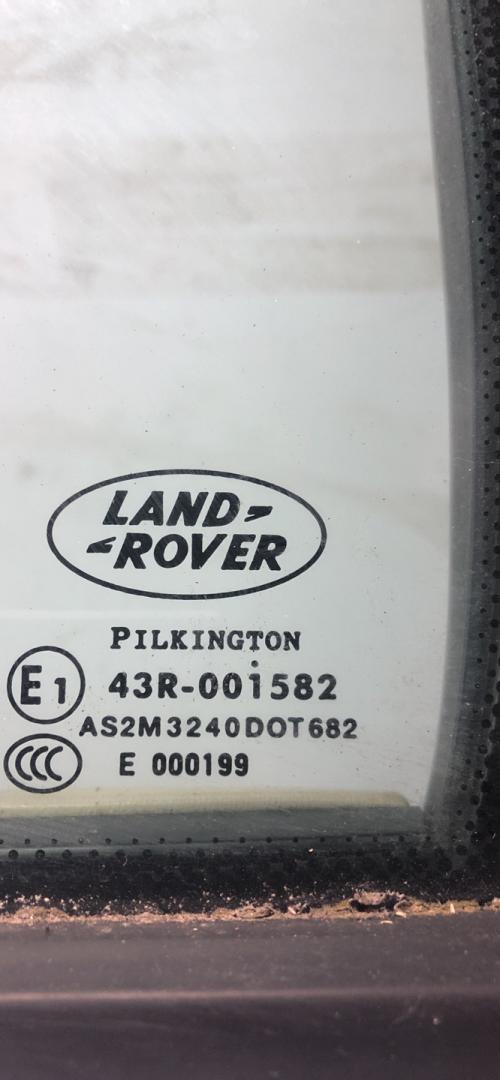 LAND
ROVER
PILKINGTON
E1 43R-001582
AS2M3240DOT682
CCC E 000199